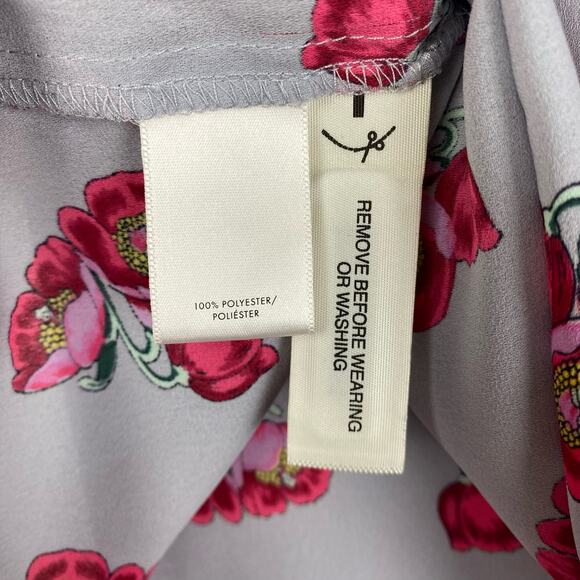 100% POLYESTER/
POLIÉSTER
REMOVE BEFORE WEARING
OR WASHING